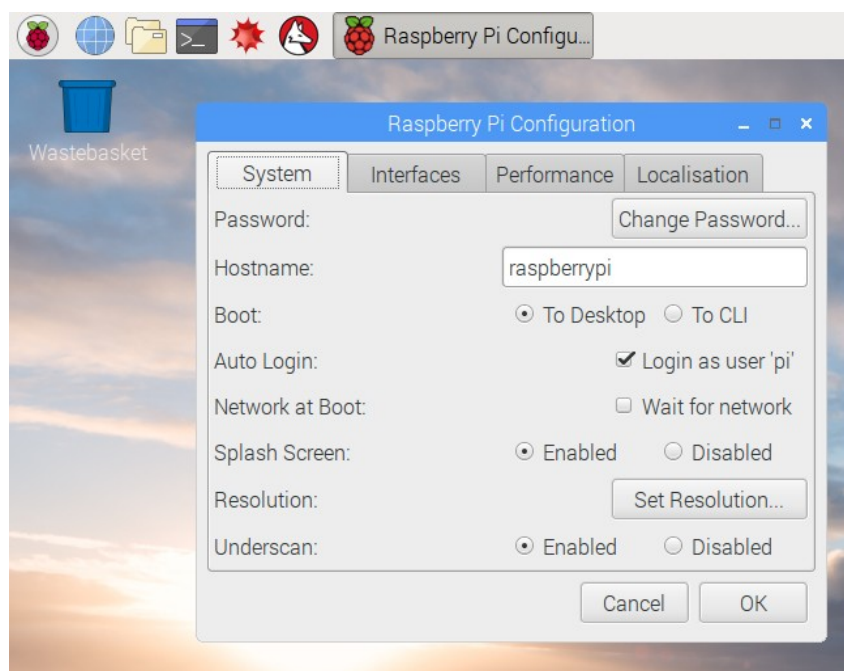 Raspberry Pi Configu...
Wastebasket
Raspberry Pi Configuration
System Interfaces Performance Localisation
Password: Change Password...
Hostname: raspberrypi
Boot: To Desktop To CLI
Auto Login: Login as user 'pi'
Network at Boot: Wait for network
Splash Screen: Enabled Disabled
Resolution: Set Resolution...
Underscan: Enabled Disabled
Cancel OK